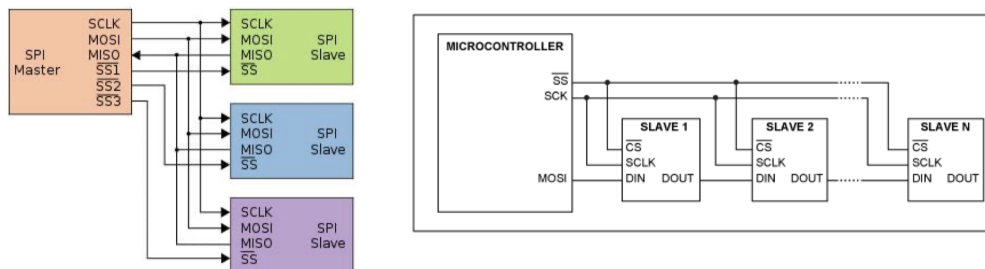 SCLK
MOSI
SPI MISO
Master SS1
SS2
SS3
SCLK
MOSI SPI
MISO Slave
SS
SCLK
MOSI SPI
MISO Slave
SS
SCLK
MOSI SPI
MISO Slave
SS
MICROCONTROLLER
SS
SCK
MOSI
SLAVE 1
CS
SCLK
DIN DOUT
SLAVE 2
CS
SCLK
DIN DOUT
SLAVE N
CS
SCLK
DIN DOUT